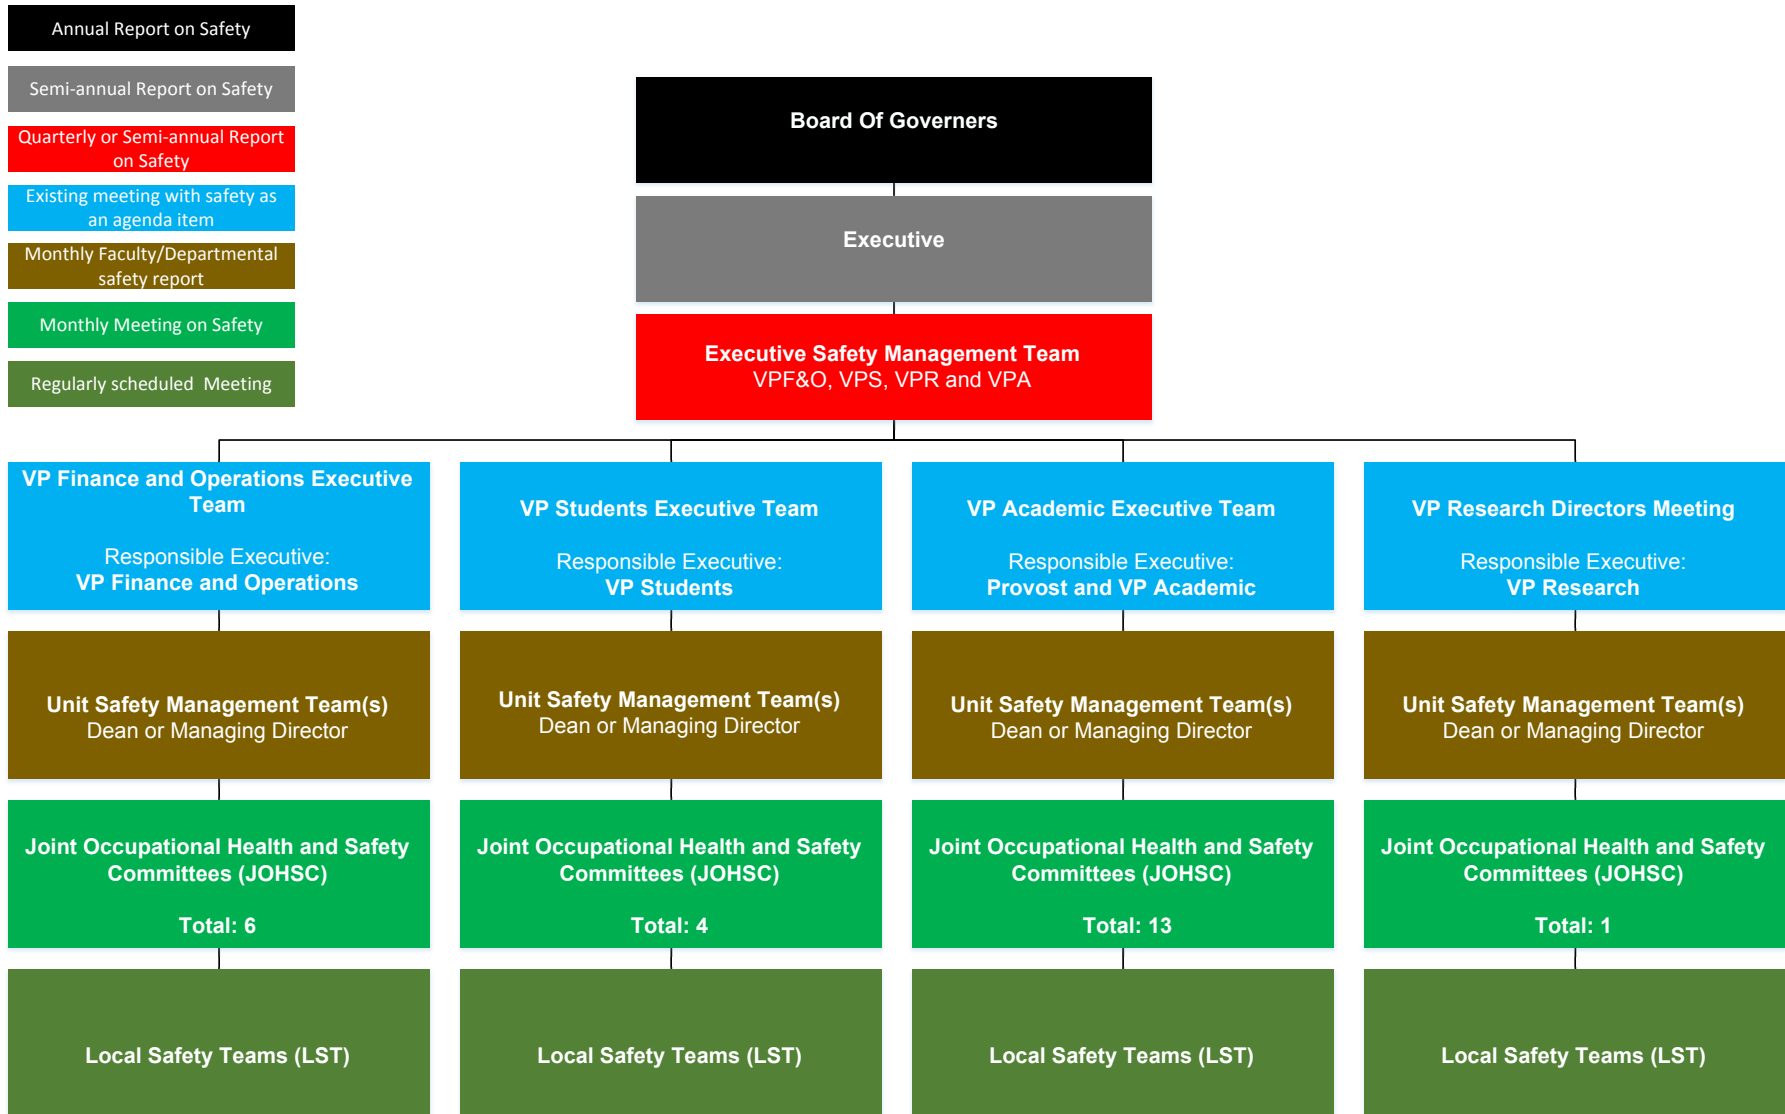 Annual Report on Safety
Semi-annual Report on Safety
Quarterly or Semi-annual Report
on Safety
Existing meeting with safety as
an agenda item
Monthly Faculty/Departmental
safety report
Monthly Meeting on Safety
Regularly scheduled Meeting
Board Of Governers
Executive
Executive Safety Management Team
VPF&O, VPS, VPR and VPA
VP Finance and Operations Executive
Team
Responsible Executive:
VP Finance and Operations
VP Students Executive Team
Responsible Executive:
VP Students
VP Academic Executive Team
Responsible Executive:
Provost and VP Academic
VP Research Directors Meeting
Responsible Executive:
VP Research
Unit Safety Management Team(s)
Dean or Managing Director
Unit Safety Management Team(s)
Dean or Managing Director
Unit Safety Management Team(s)
Dean or Managing Director
Unit Safety Management Team(s)
Dean or Managing Director
Joint Occupational Health and Safety
Committees (JOHSC)
Total: 6
Joint Occupational Health and Safety
Committees (JOHSC)
Total: 4
Joint Occupational Health and Safety
Committees (JOHSC)
Total: 13
Joint Occupational Health and Safety
Committees (JOHSC)
Total: 1
Local Safety Teams (LST)
Local Safety Teams (LST)
Local Safety Teams (LST)
Local Safety Teams (LST)